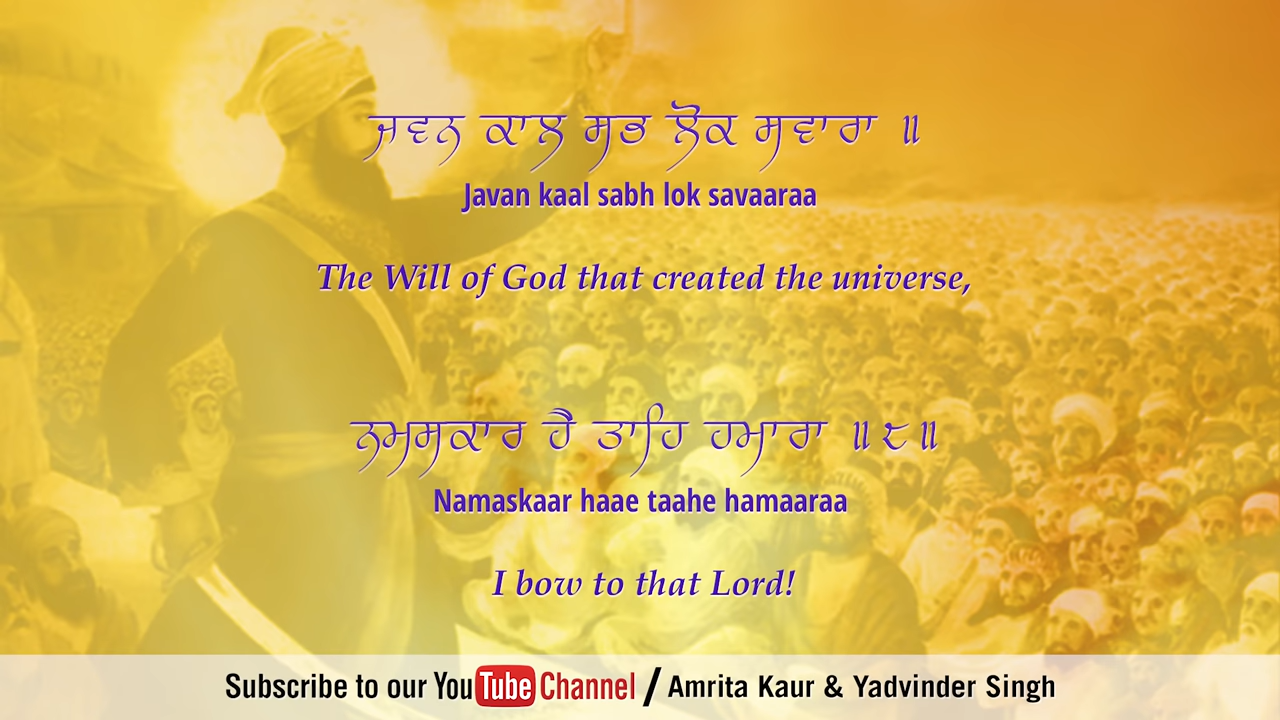 ਜਵਨ ਕਾਲ ਸਭ ਲੋਕ ਸਵਾਰਾ ॥
Javan kaal sabh lok savaaraa
The Will of God that created the universe,
ਨਮਸਕਾਰ ਹੈ ਤਾਹਿ ਹਮਾਰਾ ॥੮॥
Namaskaar haae taahe hamaaraa
I bow to that Lord!
Subscribe to our YouTube Channel / Amrita Kaur & Yadvinder Singh